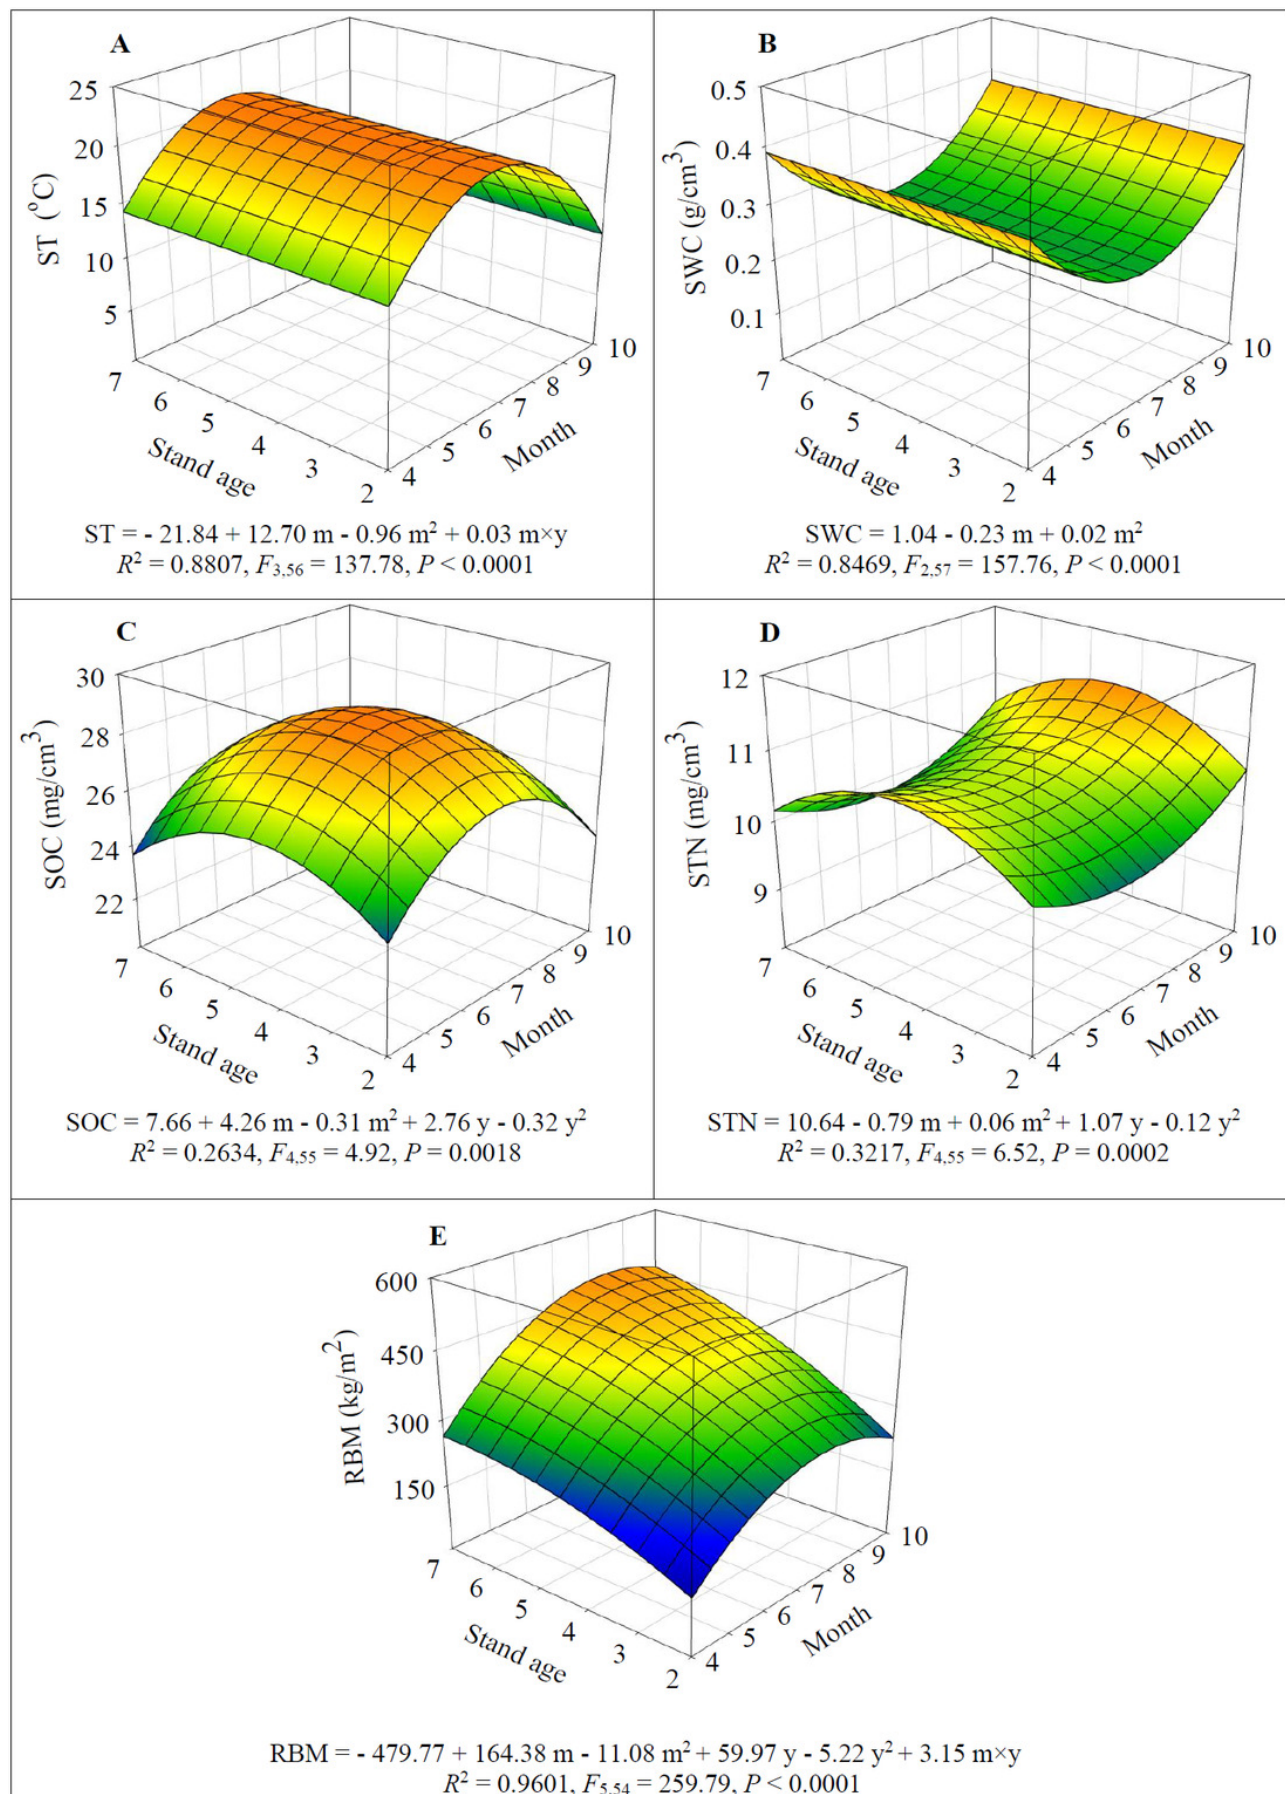 A
25
20
15
10
5
ST (°C)
7
6
5
4
3
2
Stand age
4
5
6
7
8
9
10
Month
ST = - 21.84 + 12.70 m - 0.96 m² + 0.03 m×y
R² = 0.8807, F₃,₅₆ = 137.78, P < 0.0001
B
0.5
0.4
0.3
0.2
0.1
SWC (g/cm³)
7
6
5
4
3
2
Stand age
4
5
6
7
8
9
10
Month
SWC = 1.04 - 0.23 m + 0.02 m²
R² = 0.8469, F₂,₅₇ = 157.76, P < 0.0001
C
30
28
26
24
22
SOC (mg/cm³)
7
6
5
4
3
2
Stand age
4
5
6
7
8
9
10
Month
SOC = 7.66 + 4.26 m - 0.31 m² + 2.76 y - 0.32 y²
R² = 0.2634, F₄,₅₅ = 4.92, P = 0.0018
D
12
11
10
9
STN (mg/cm³)
7
6
5
4
3
2
Stand age
4
5
6
7
8
9
10
Month
STN = 10.64 - 0.79 m + 0.06 m² + 1.07 y - 0.12 y²
R² = 0.3217, F₄,₅₅ = 6.52, P = 0.0002
E
600
450
300
150
RBM (kg/m²)
7
6
5
4
3
2
Stand age
4
5
6
7
8
9
10
Month
RBM = - 479.77 + 164.38 m - 11.08 m² + 59.97 y - 5.22 y² + 3.15 m×y
R² = 0.9601, F₅,₅₄ = 259.79, P < 0.0001